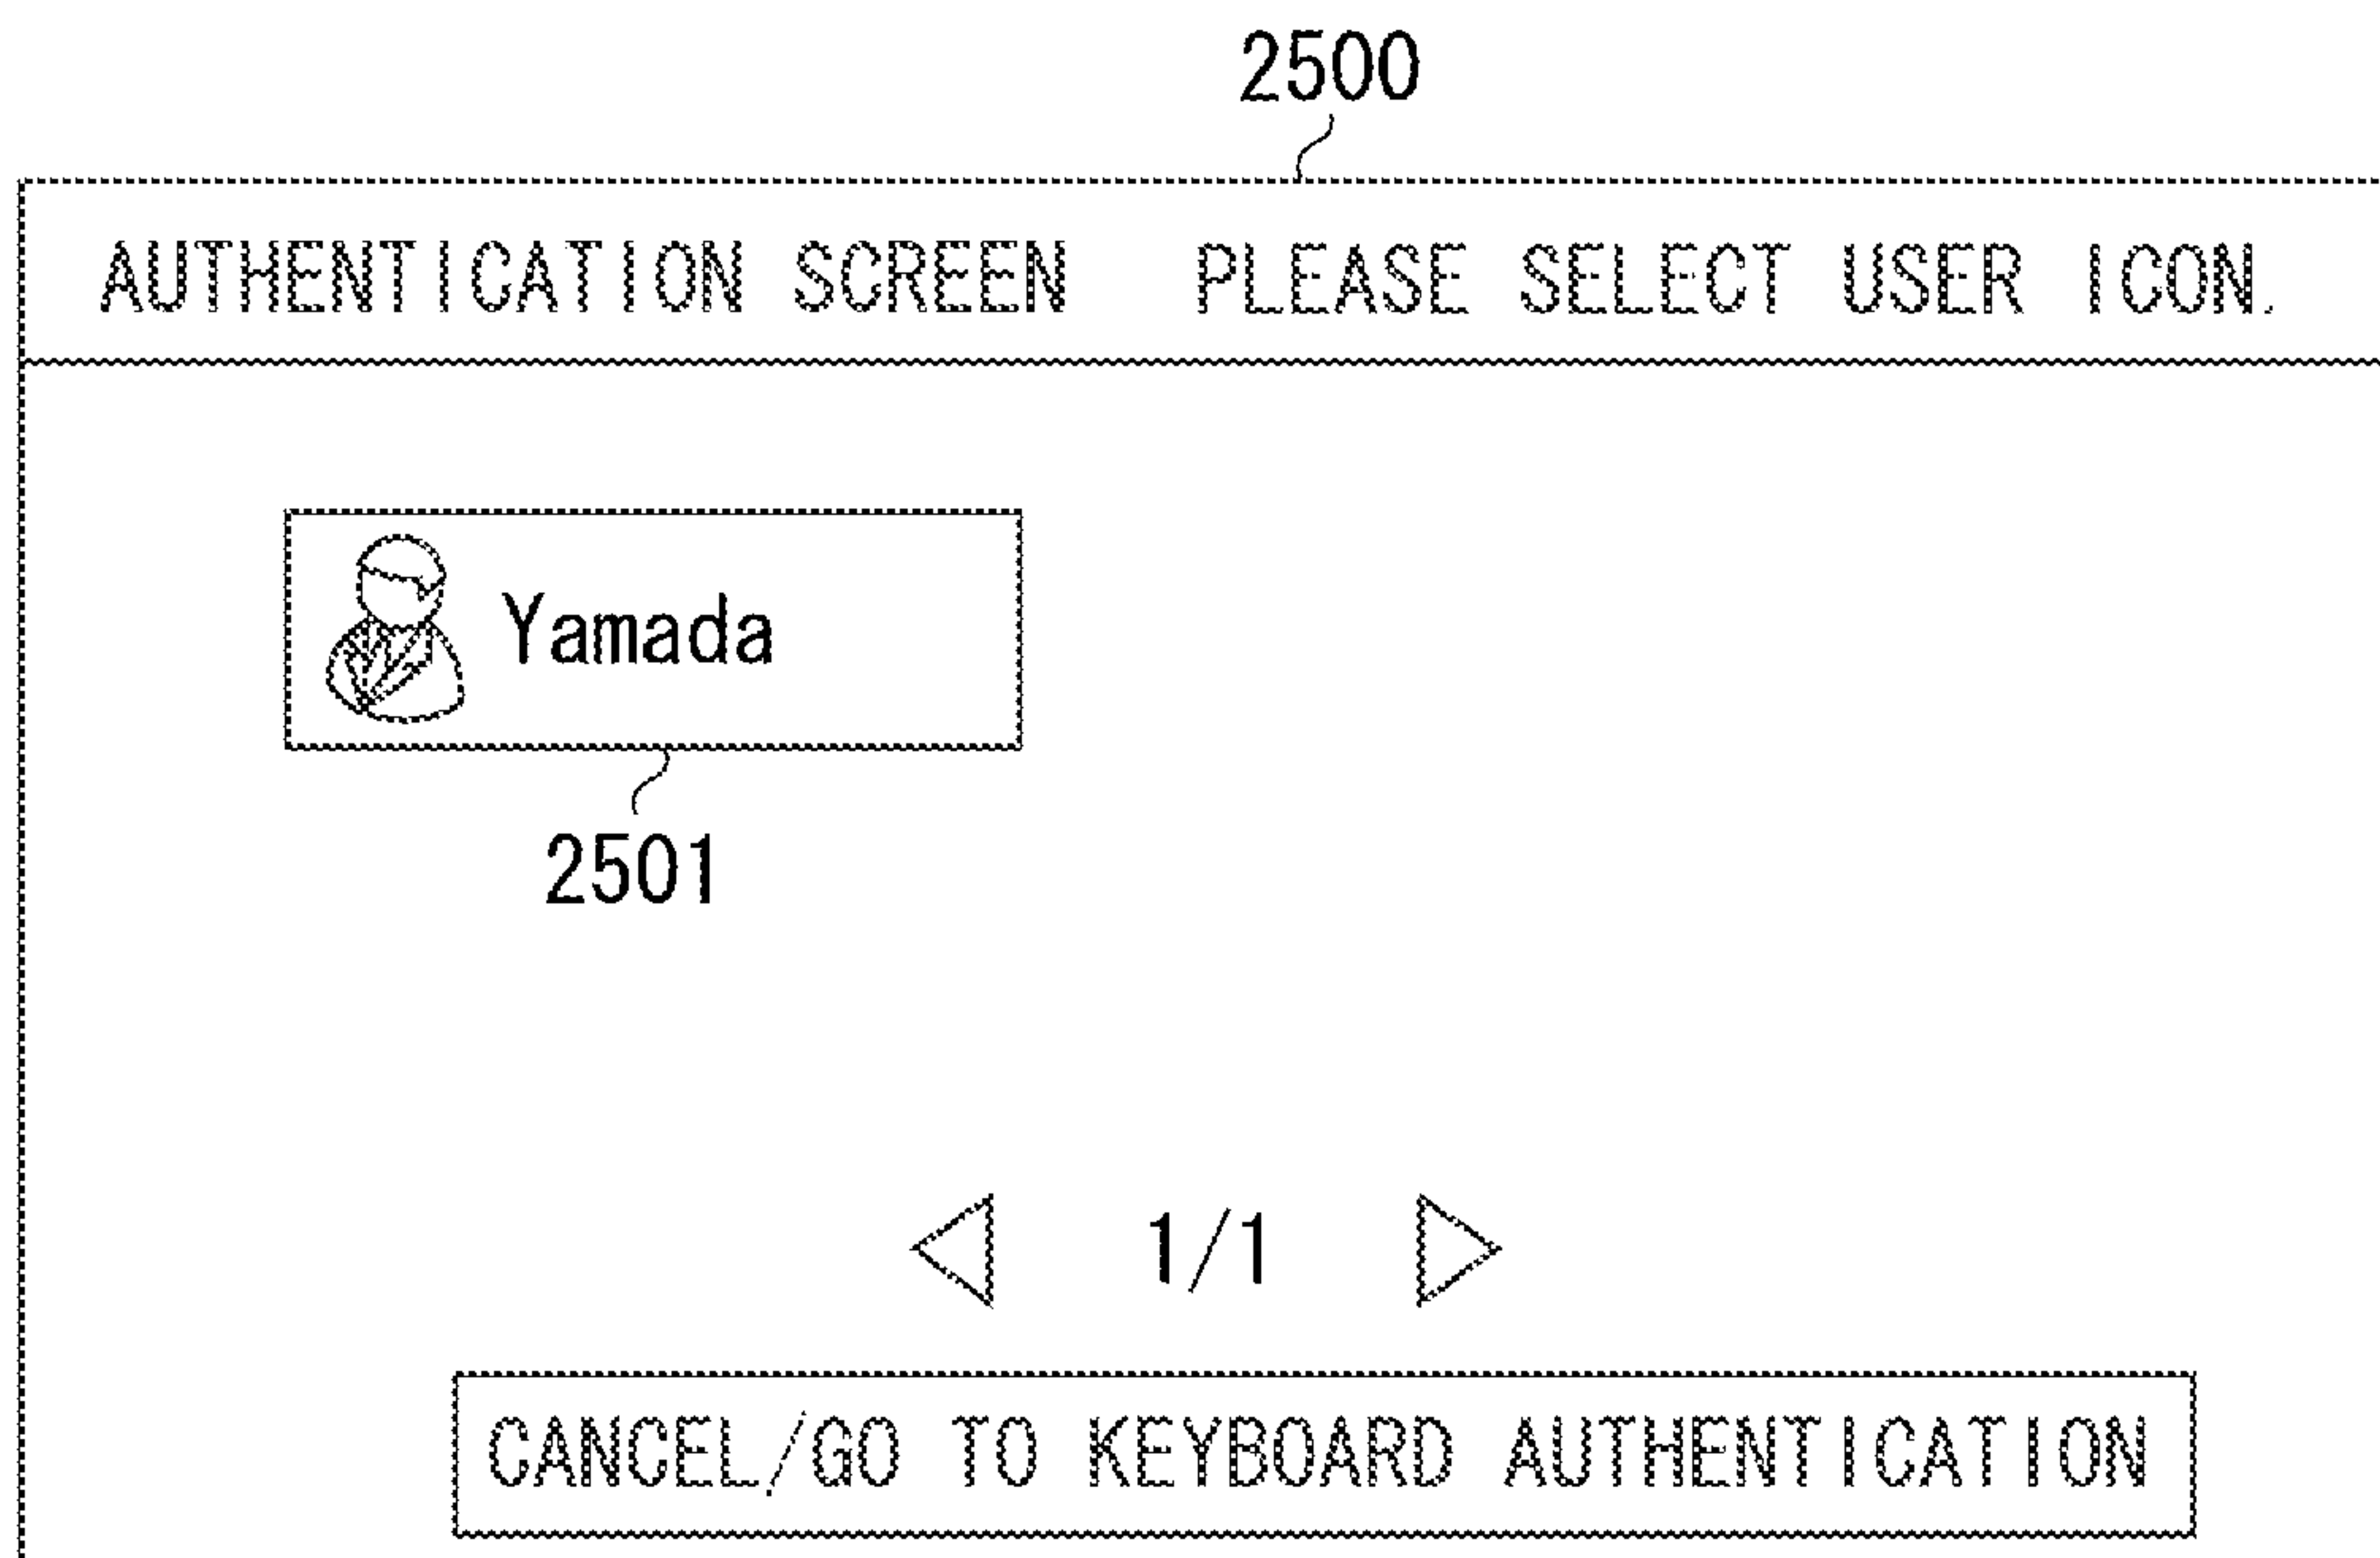 2500
AUTHENTICATION SCREEN PLEASE SELECT USER ICON.
Yamada
2501
1/1
CANCEL/GO TO KEYBOARD AUTHENTICATION